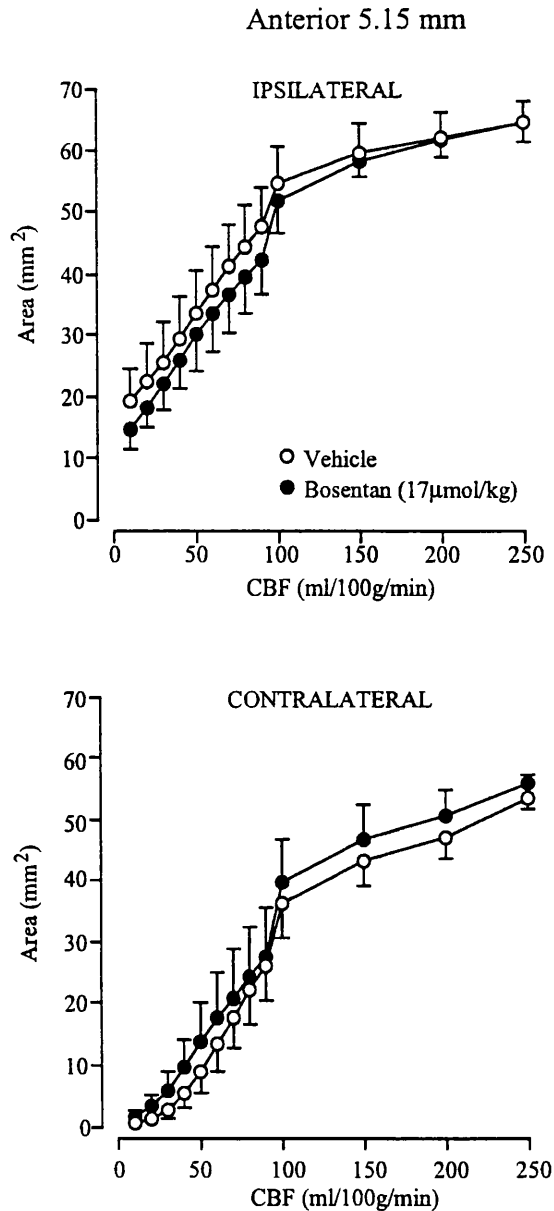 Anterior 5.15 mm
IPSILATERAL
70
60
50
40
30
20
10
0
Area (mm²)
Vehicle
Bosentan (17μmol/kg)
0 50 100 150 200 250
CBF (ml/100g/min)
CONTRALATERAL
70
60
50
40
30
20
10
0
Area (mm²)
0 50 100 150 200 250
CBF (ml/100g/min)